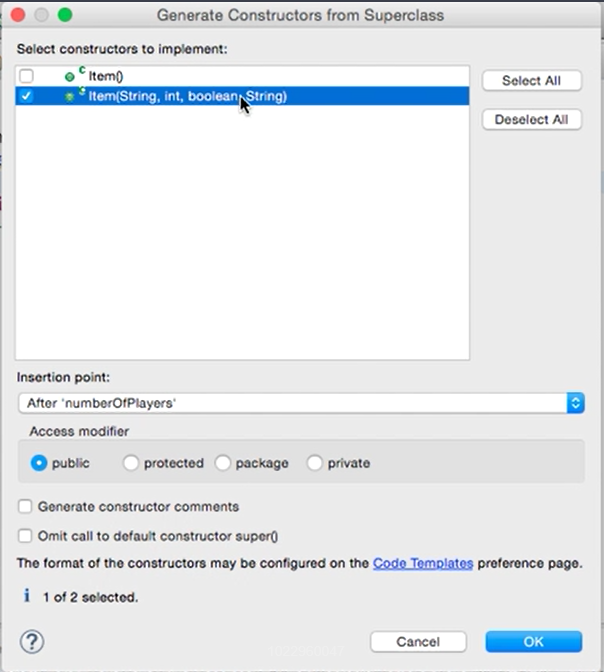 Generate Constructors from Superclass
Select constructors to implement:
Item()
Item(String, int, boolean, String)
Select All
Deselect All
Insertion point:
After 'numberOfPlayers'
Access modifier
public protected package private
Generate constructor comments
Omit call to default constructor super()
The format of the constructors may be configured on the Code Templates preference page.
1 of 2 selected.
Cancel OK